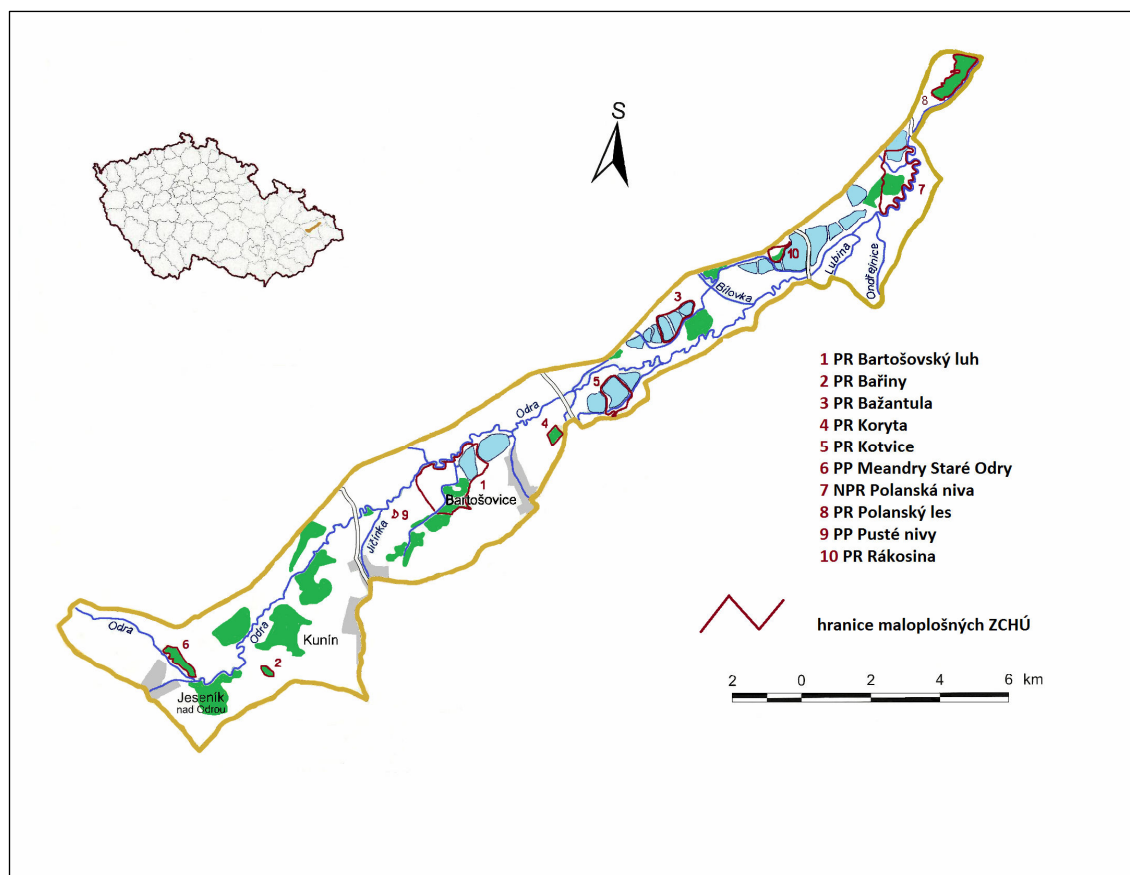 S
8
7
10
Lubina
Ondřejnice
Bílovka
3
5
Odra
4
1
Bartošovice
9
Jičínka
Odra
6
Odra
Kunín
2
Jeseník
nad Odrou
1 PR Bartošovský luh
2 PR Bařiny
3 PR Bažantula
4 PR Koryta
5 PR Kotvice
6 PP Meandry Staré Odry
7 NPR Polanská niva
8 PR Polanský les
9 PP Pusté nivy
10 PR Rákosina
hranice maloplošných ZCHÚ
2 0 2 4 6 km